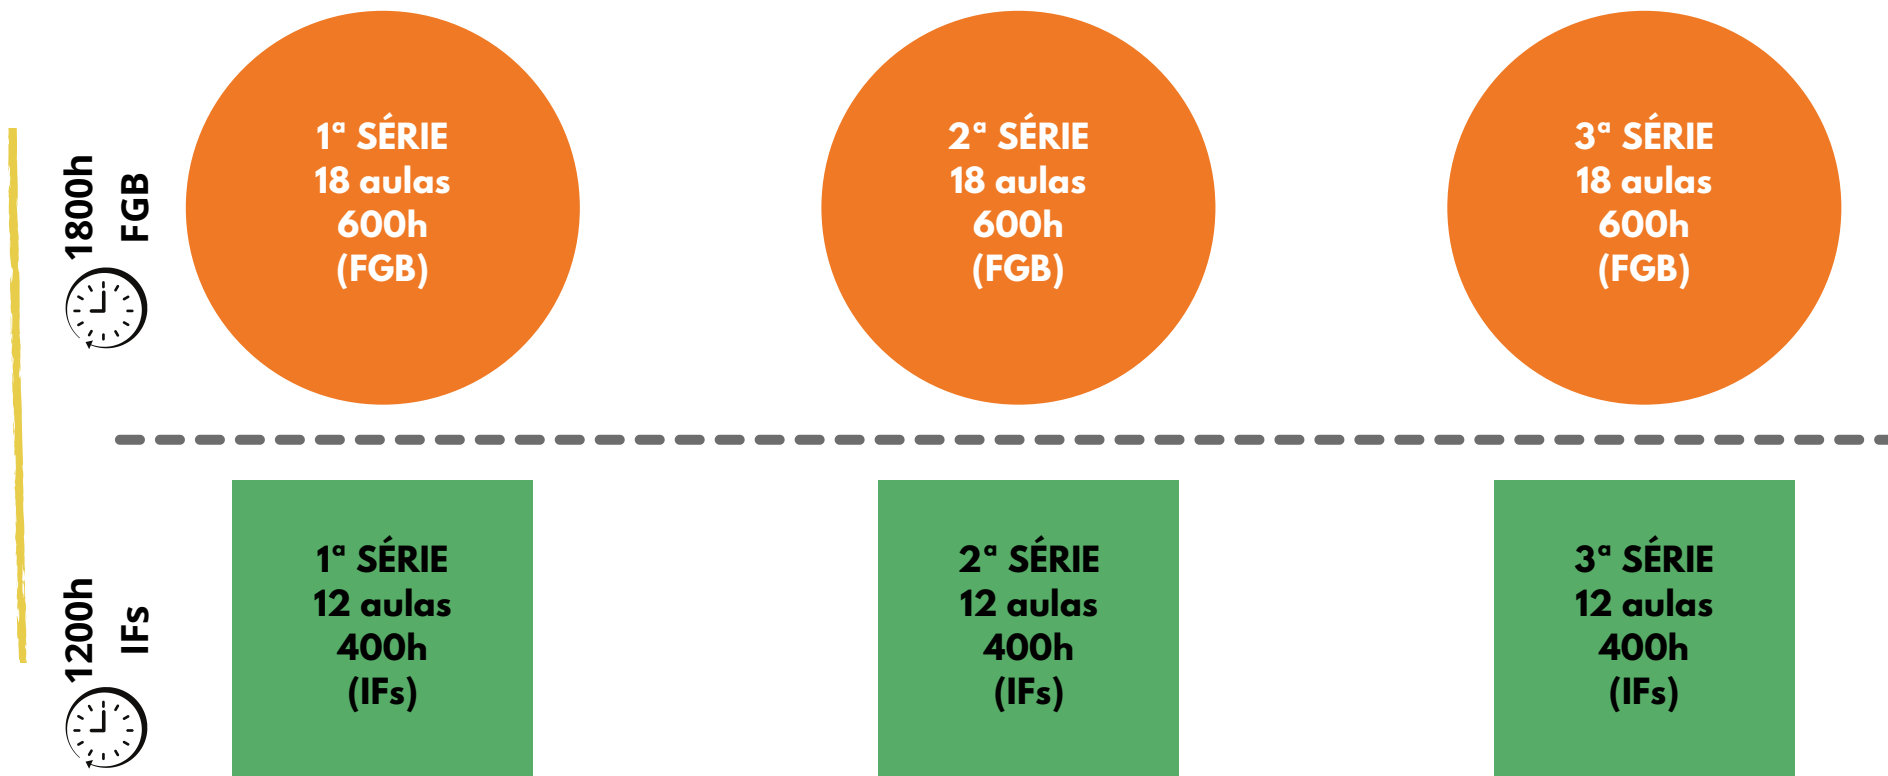 1800h
FGB
1ª SÉRIE
18 aulas
600h
(FGB)
2ª SÉRIE
18 aulas
600h
(FGB)
3ª SÉRIE
18 aulas
600h
(FGB)
1200h
IFs
1ª SÉRIE
12 aulas
400h
(IFs)
2ª SÉRIE
12 aulas
400h
(IFs)
3ª SÉRIE
12 aulas
400h
(IFs)